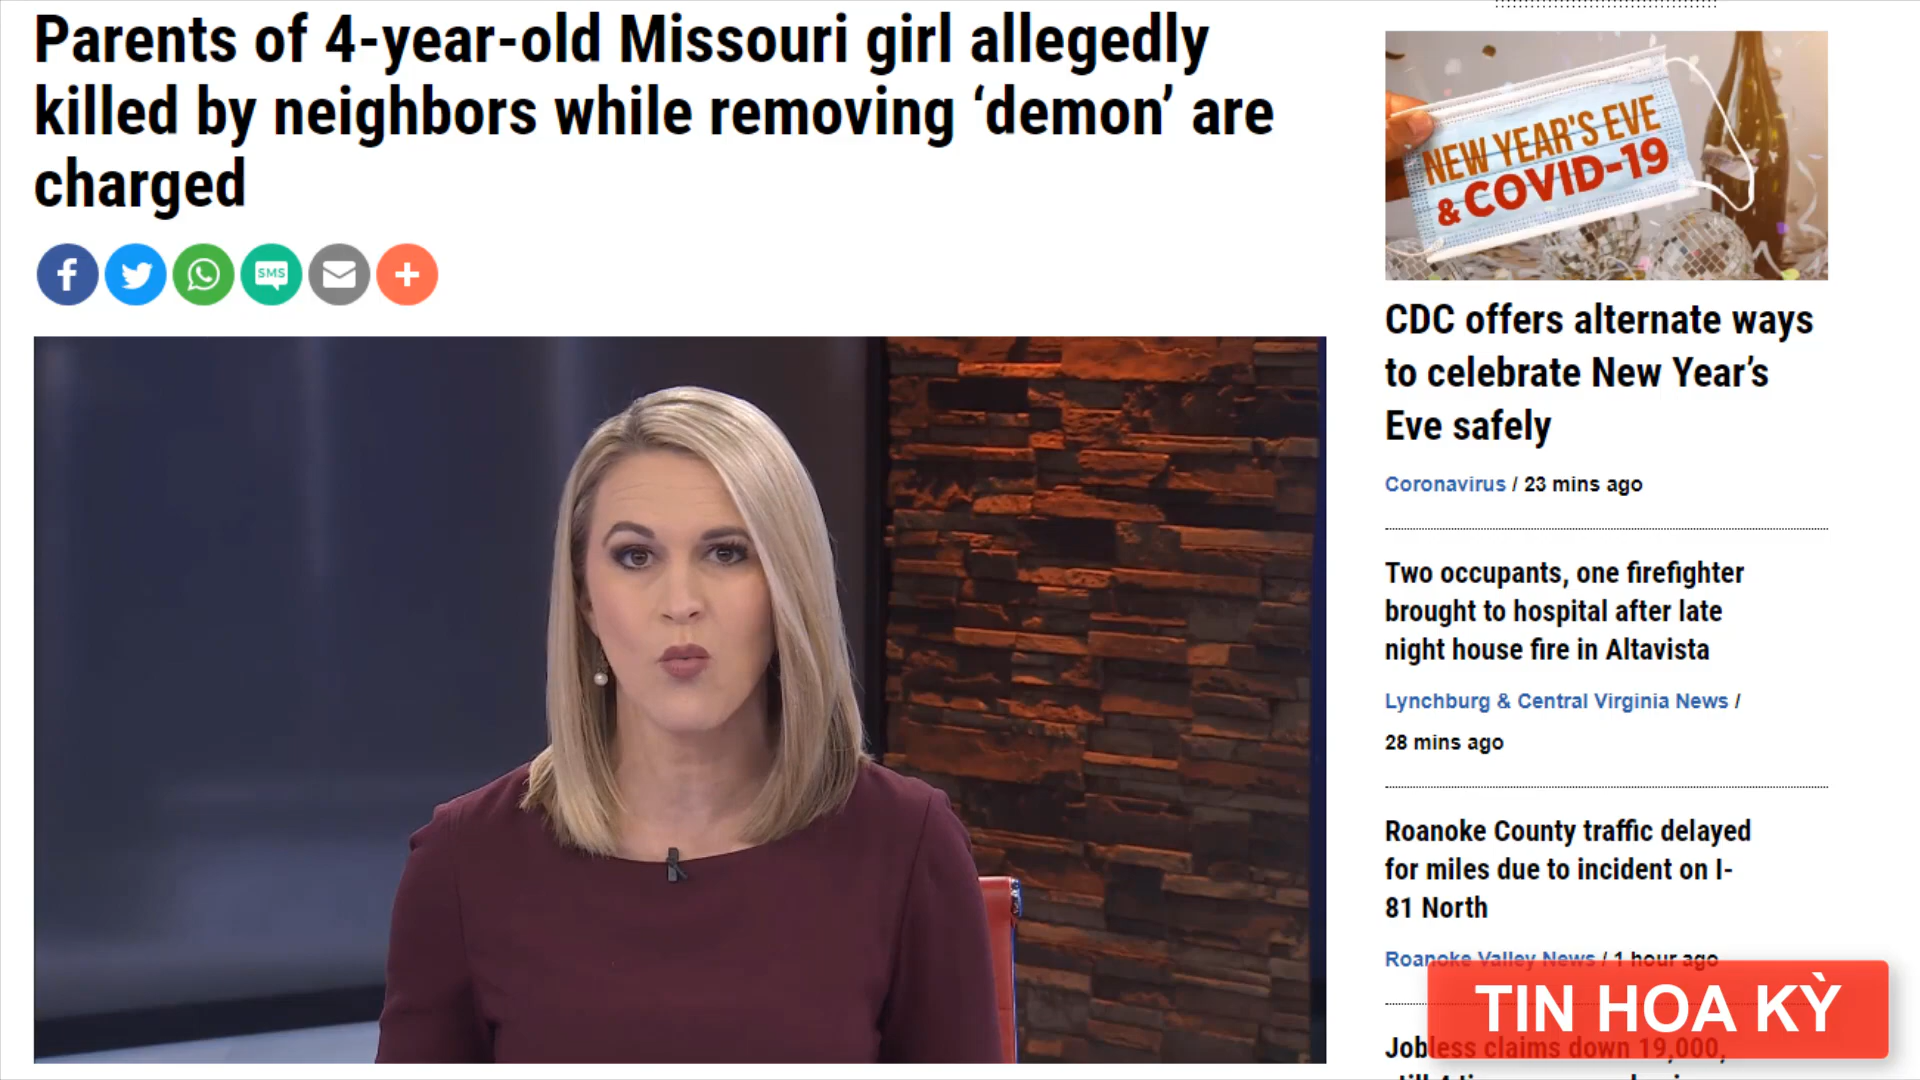 Parents of 4-year-old Missouri girl allegedly
killed by neighbors while removing ‘demon’ are
charged
f
SMS
NEW YEAR'S EVE
& COVID-19
CDC offers alternate ways
to celebrate New Year’s
Eve safely
Coronavirus / 23 mins ago
Two occupants, one firefighter
brought to hospital after late
night house fire in Altavista
Lynchburg & Central Virginia News /
28 mins ago
Roanoke County traffic delayed
for miles due to incident on I-
81 North
Roanoke Valley News / 1 hour ago
TIN HOA KỲ
Jobless claims down 19,000,